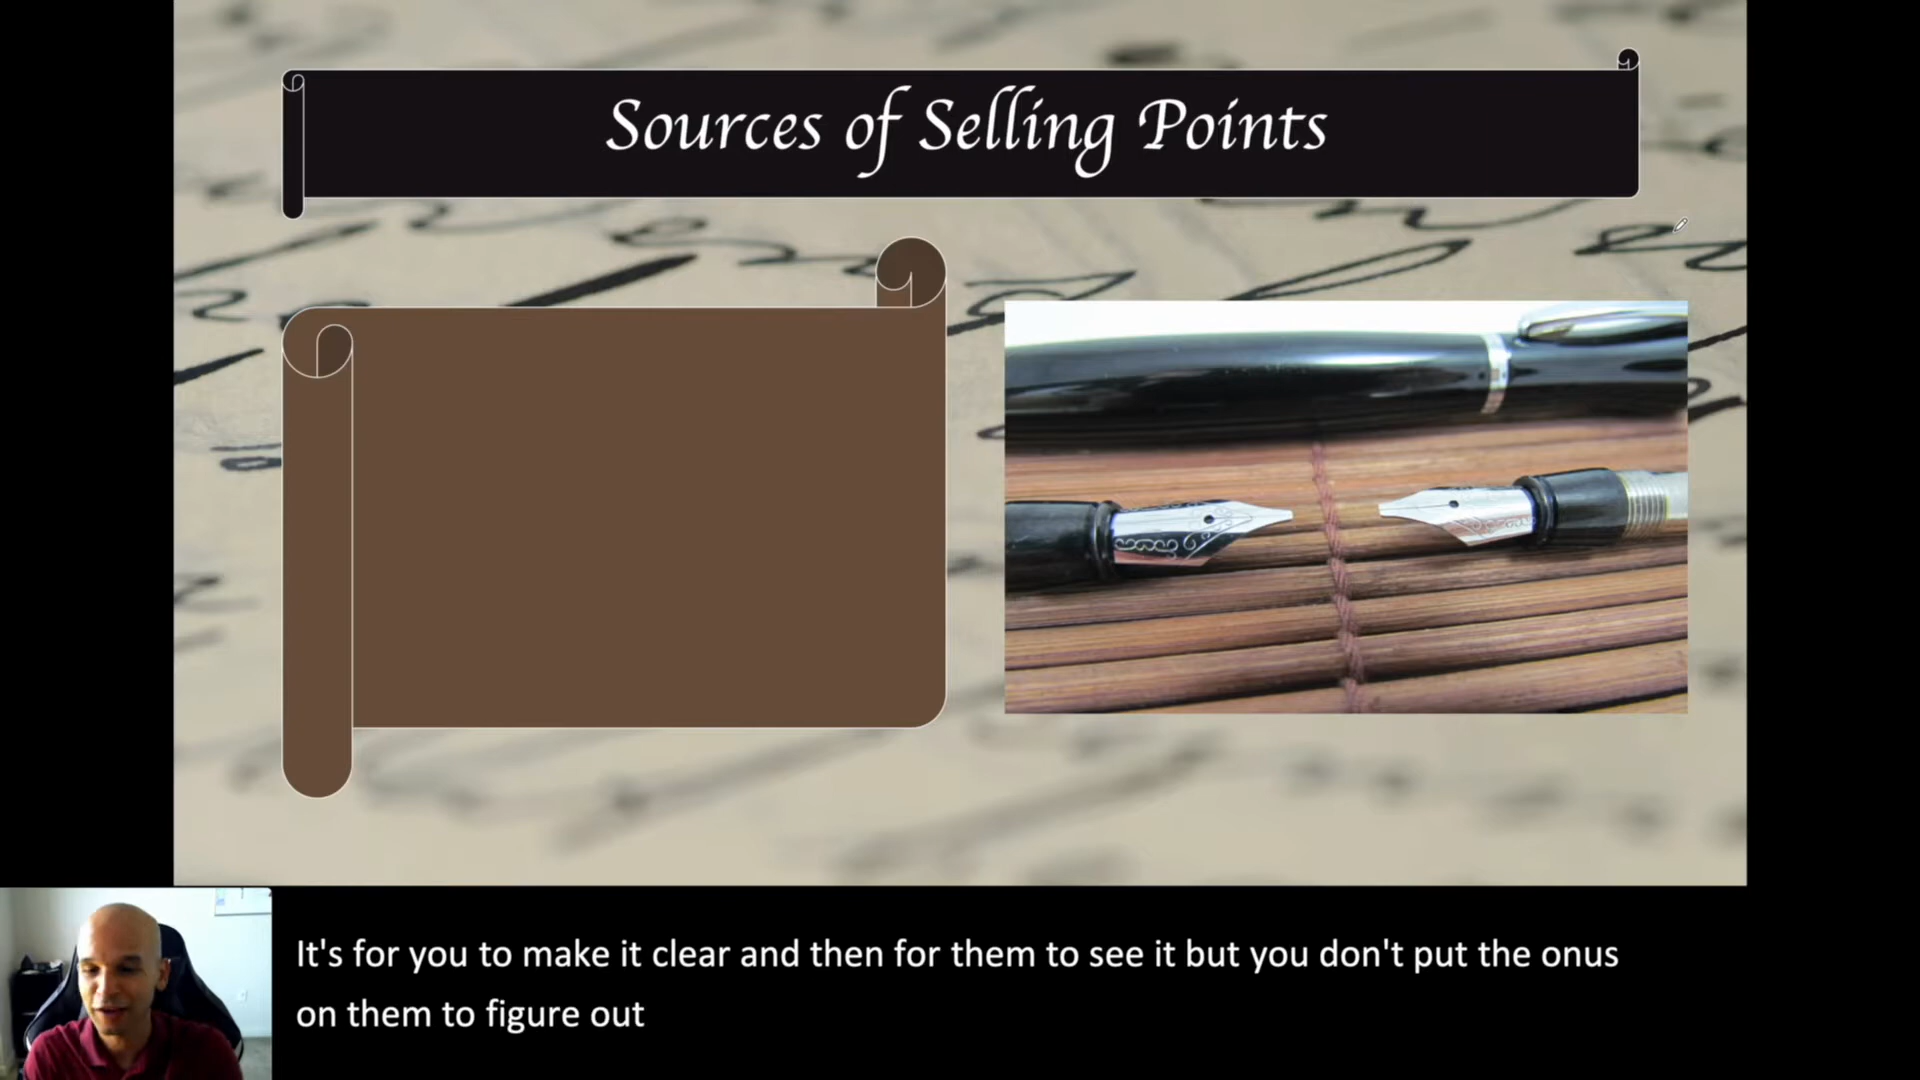 Sources of Selling Points
It's for you to make it clear and then for them to see it but you don't put the onus
on them to figure out